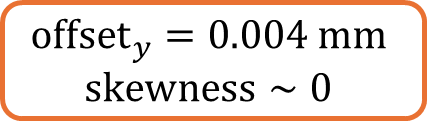 offset_y = 0.004 mm
skewness ~ 0